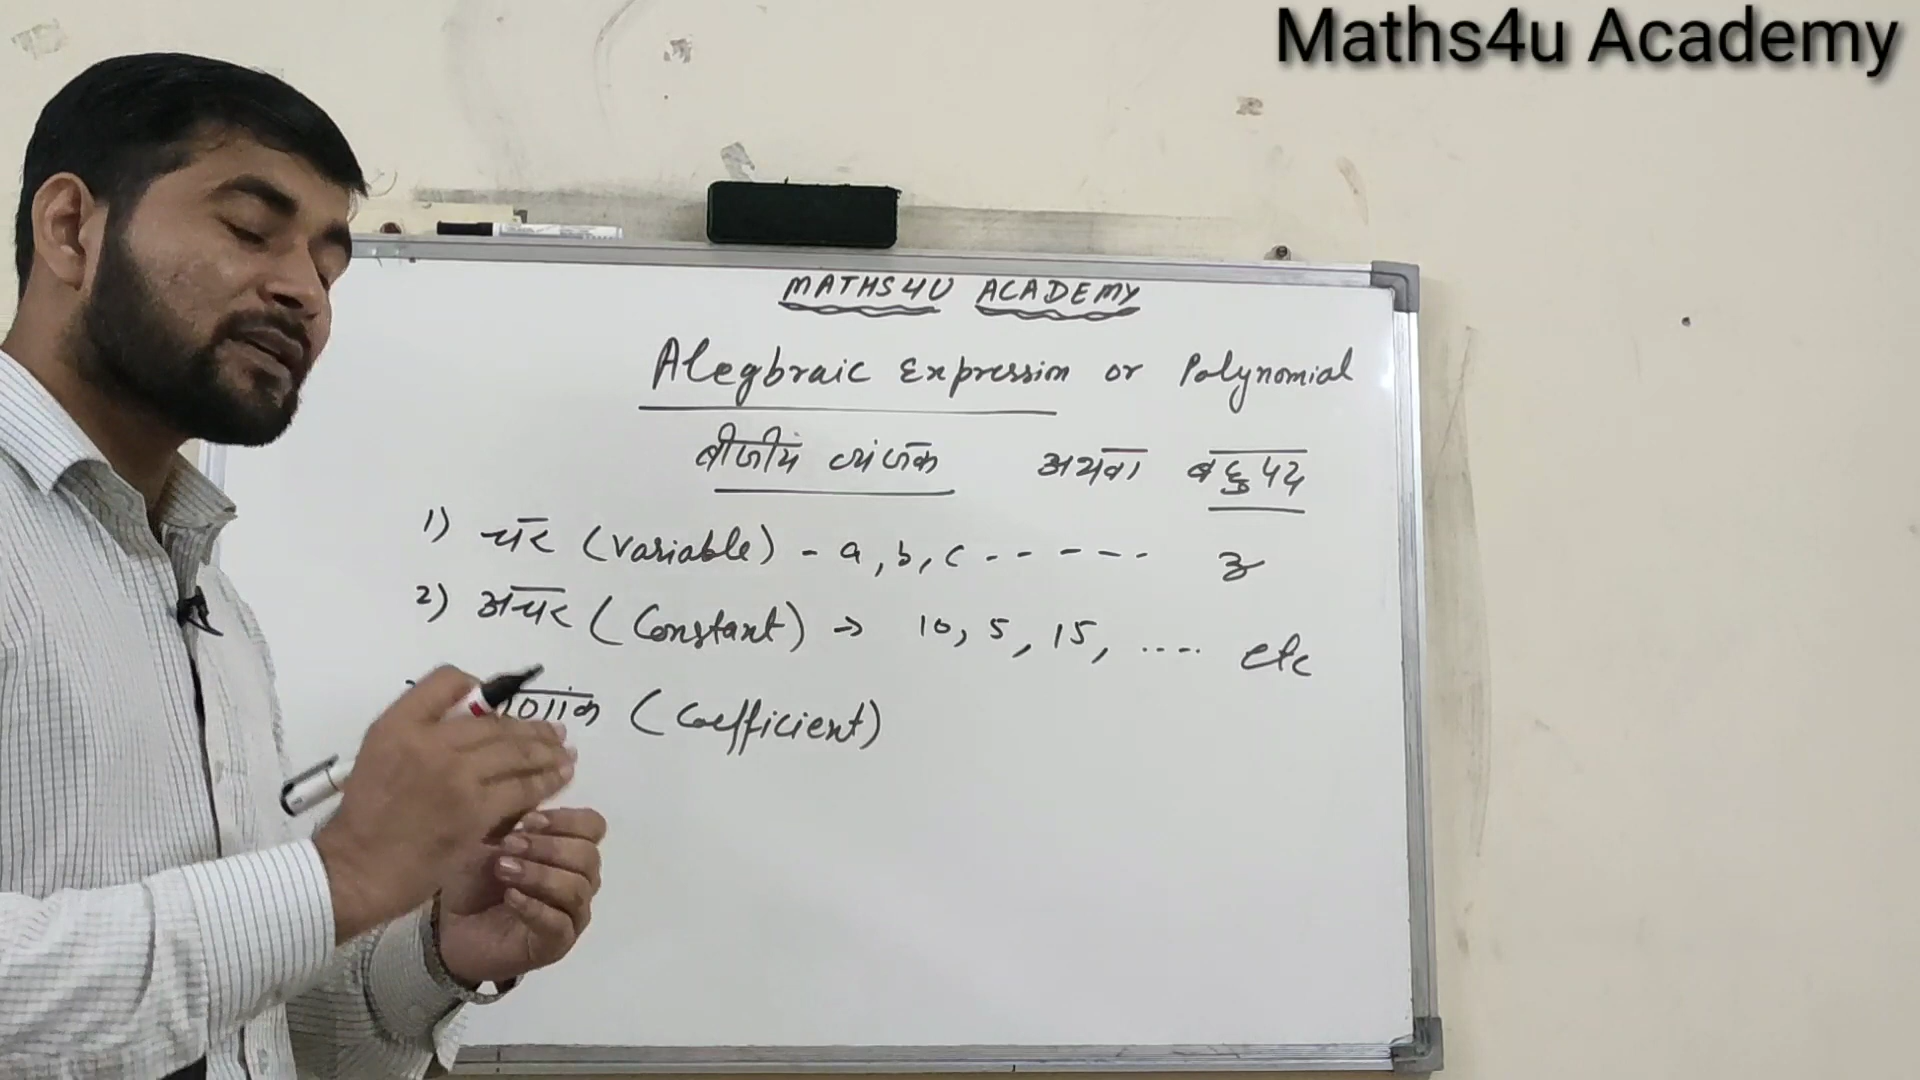 Maths4u Academy
MATHS4U ACADEMY
Alegbraic Expression or Polynomial
बीजीय व्यंजक अथवा बहुपद
1) चर (variable) - a, b, c - - - - - - z
2) अचर (Constant) → 10, 5, 15, .... etc
(Coefficient)